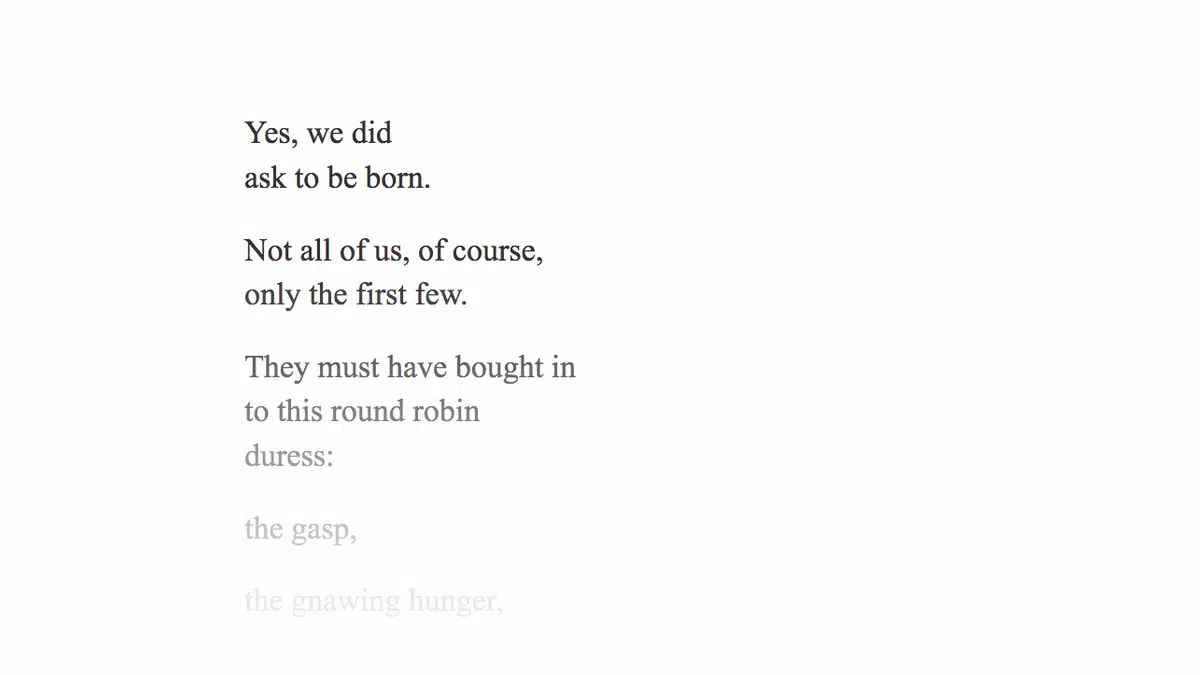 Yes, we did
ask to be born.
Not all of us, of course,
only the first few.
They must have bought in
to this round robin
duress:
the gasp,
the gnawing hunger,